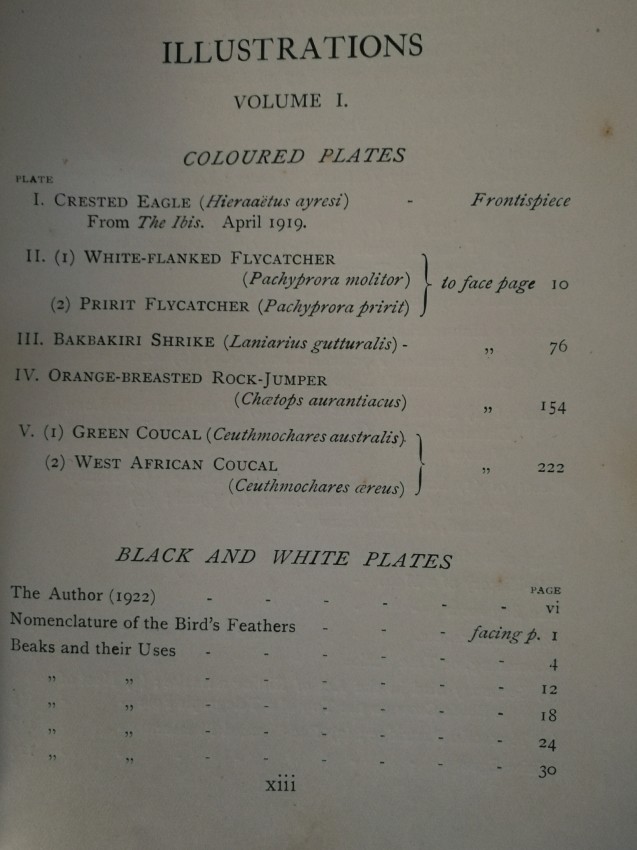 ILLUSTRATIONS
VOLUME I.
COLOURED PLATES
PLATE
I. CRESTED EAGLE (Hieraaëtus ayresi) - Frontispiece
From The Ibis. April 1919.
II. (1) WHITE-FLANKED FLYCATCHER
(Pachyprora molitor)
to face page 10
(2) PRIRIT FLYCATCHER (Pachyprora pririt)
III. BAKBAKIRI SHRIKE (Laniarius gutturalis) - „ 76
IV. ORANGE-BREASTED ROCK-JUMPER
(Chætops aurantiacus) „ 154
V. (1) GREEN COUCAL (Ceuthmochares australis)
(2) WEST AFRICAN COUCAL „ 222
(Ceuthmochares æreus)
BLACK AND WHITE PLATES
PAGE
The Author (1922) - - - - - - vi
Nomenclature of the Bird's Feathers - - - facing p. 1
Beaks and their Uses - - - - - - 4
„ „ - - - - - - 12
„ „ - - - - - - 18
„ „ - - - - - - 24
„ „ - - - - - - 30
xiii